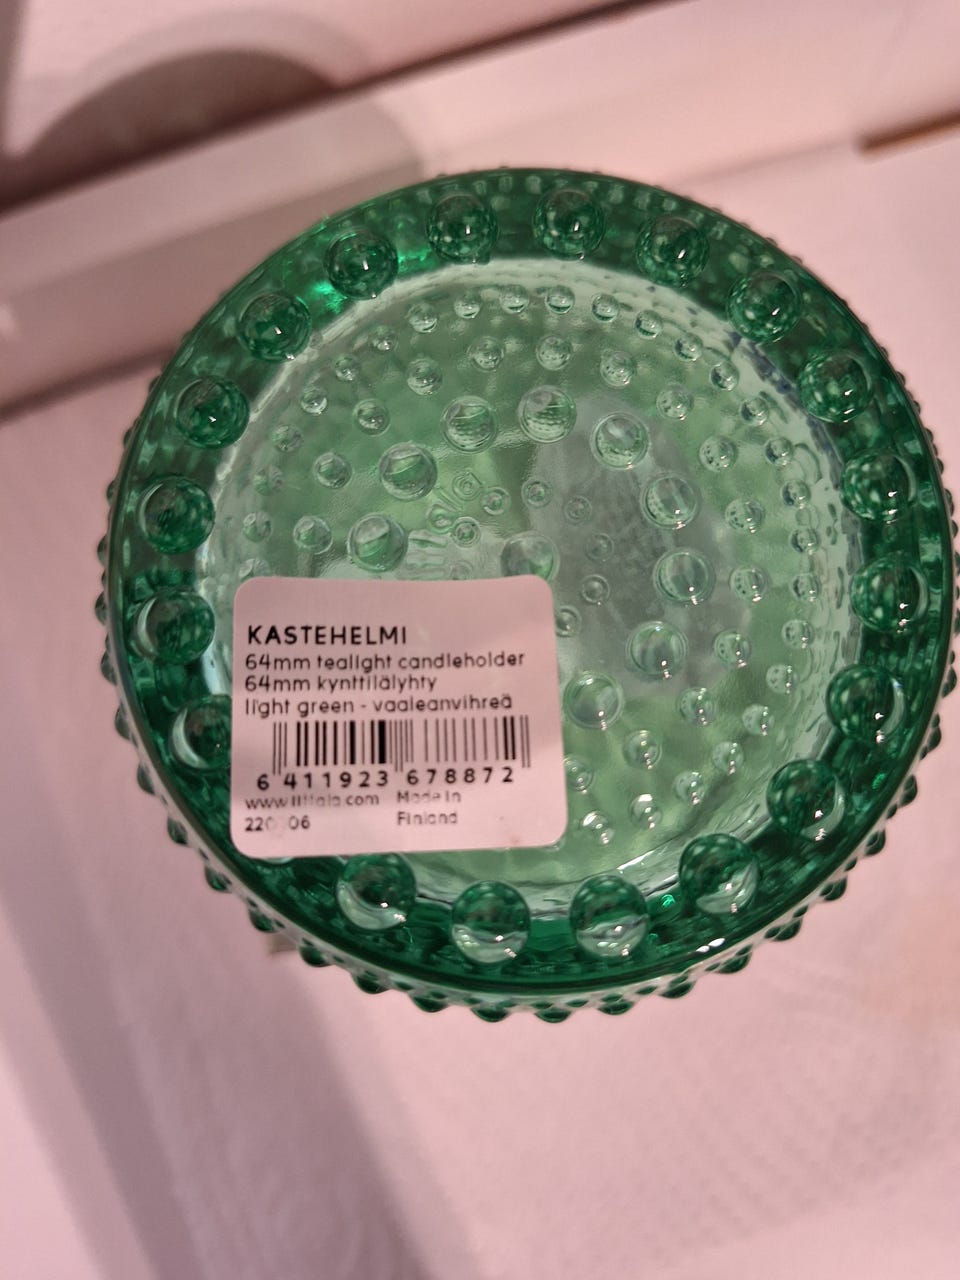 KASTEHELMI
64mm tealight candleholder
64mm kynttilälyhty
light green - vaaleanvihreä
6 411923 678872
www.iittala.com Made in
Finland